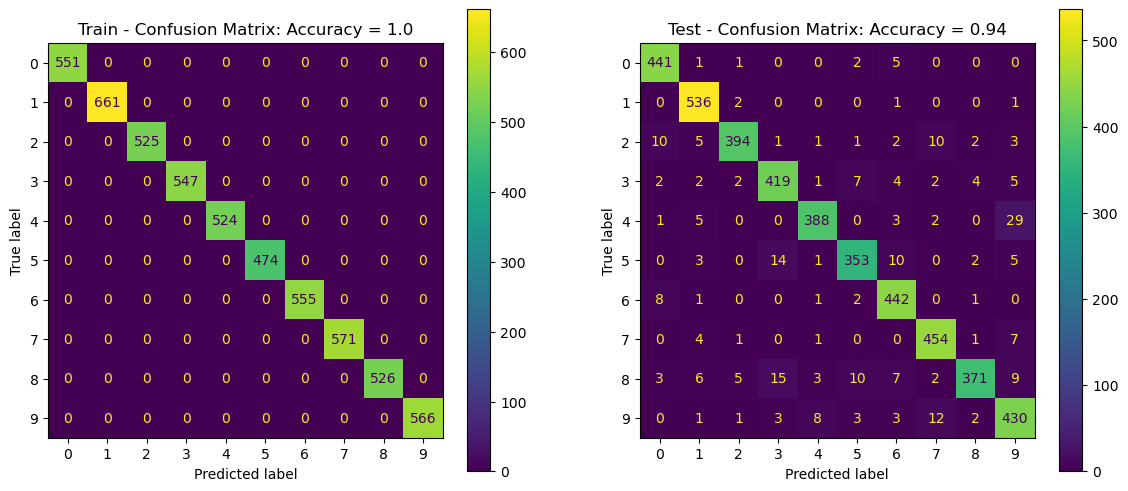 Train - Confusion Matrix: Accuracy = 1.0
True label
0 551 0 0 0 0 0 0 0 0 0
1 0 661 0 0 0 0 0 0 0 0
2 0 0 525 0 0 0 0 0 0 0
3 0 0 0 547 0 0 0 0 0 0
4 0 0 0 0 524 0 0 0 0 0
5 0 0 0 0 0 474 0 0 0 0
6 0 0 0 0 0 0 555 0 0 0
7 0 0 0 0 0 0 0 571 0 0
8 0 0 0 0 0 0 0 0 526 0
9 0 0 0 0 0 0 0 0 0 566
0 1 2 3 4 5 6 7 8 9
Predicted label
600
500
400
300
200
100
0
Test - Confusion Matrix: Accuracy = 0.94
True label
0 441 1 1 0 0 2 5 0 0 0
1 0 536 2 0 0 0 1 0 0 1
2 10 5 394 1 1 1 2 10 2 3
3 2 2 2 419 1 7 4 2 4 5
4 1 5 0 0 388 0 3 2 0 29
5 0 3 0 14 1 353 10 0 2 5
6 8 1 0 0 1 2 442 0 1 0
7 0 4 1 0 1 0 0 454 1 7
8 3 6 5 15 3 10 7 2 371 9
9 0 1 1 3 8 3 3 12 2 430
0 1 2 3 4 5 6 7 8 9
Predicted label
500
400
300
200
100
0